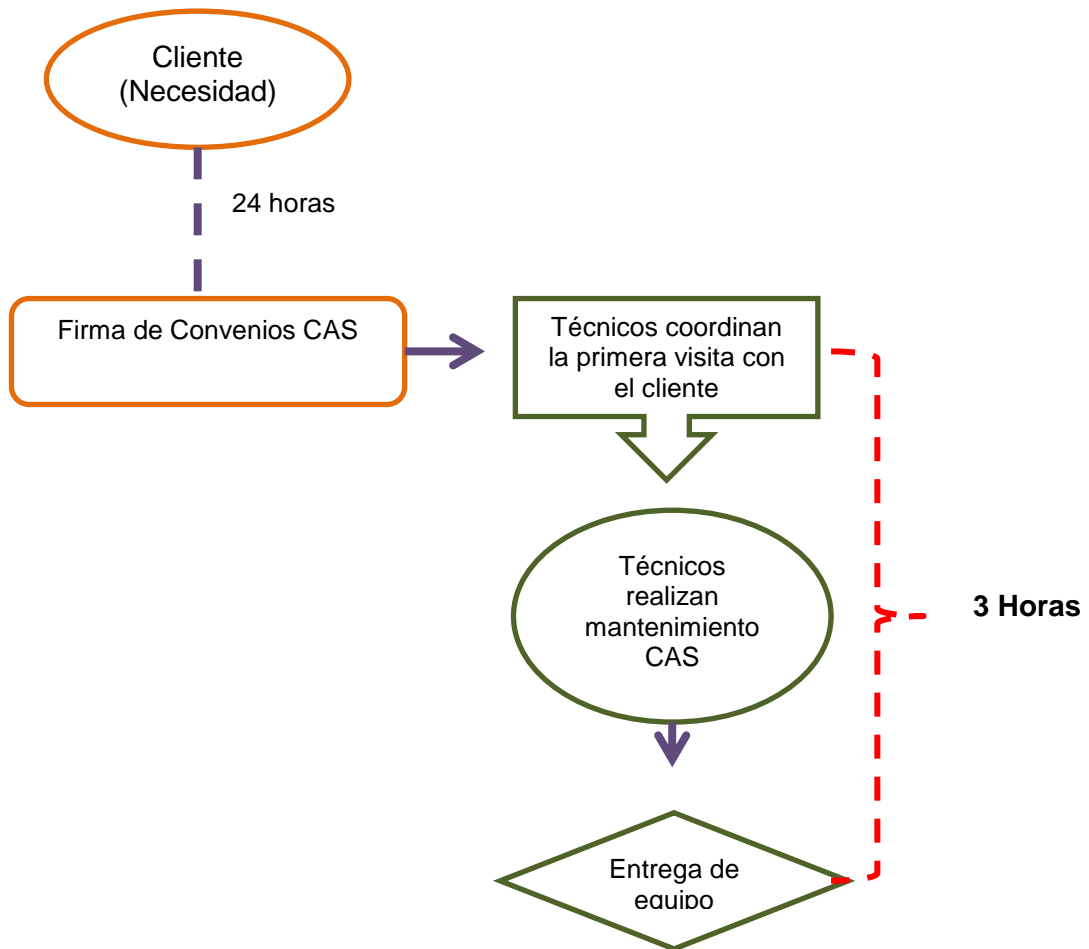 Cliente
(Necesidad)
24 horas
Firma de Convenios CAS
Técnicos coordinan
la primera visita con
el cliente
Técnicos
realizan
mantenimiento
CAS
3 Horas
Entrega de
equipo